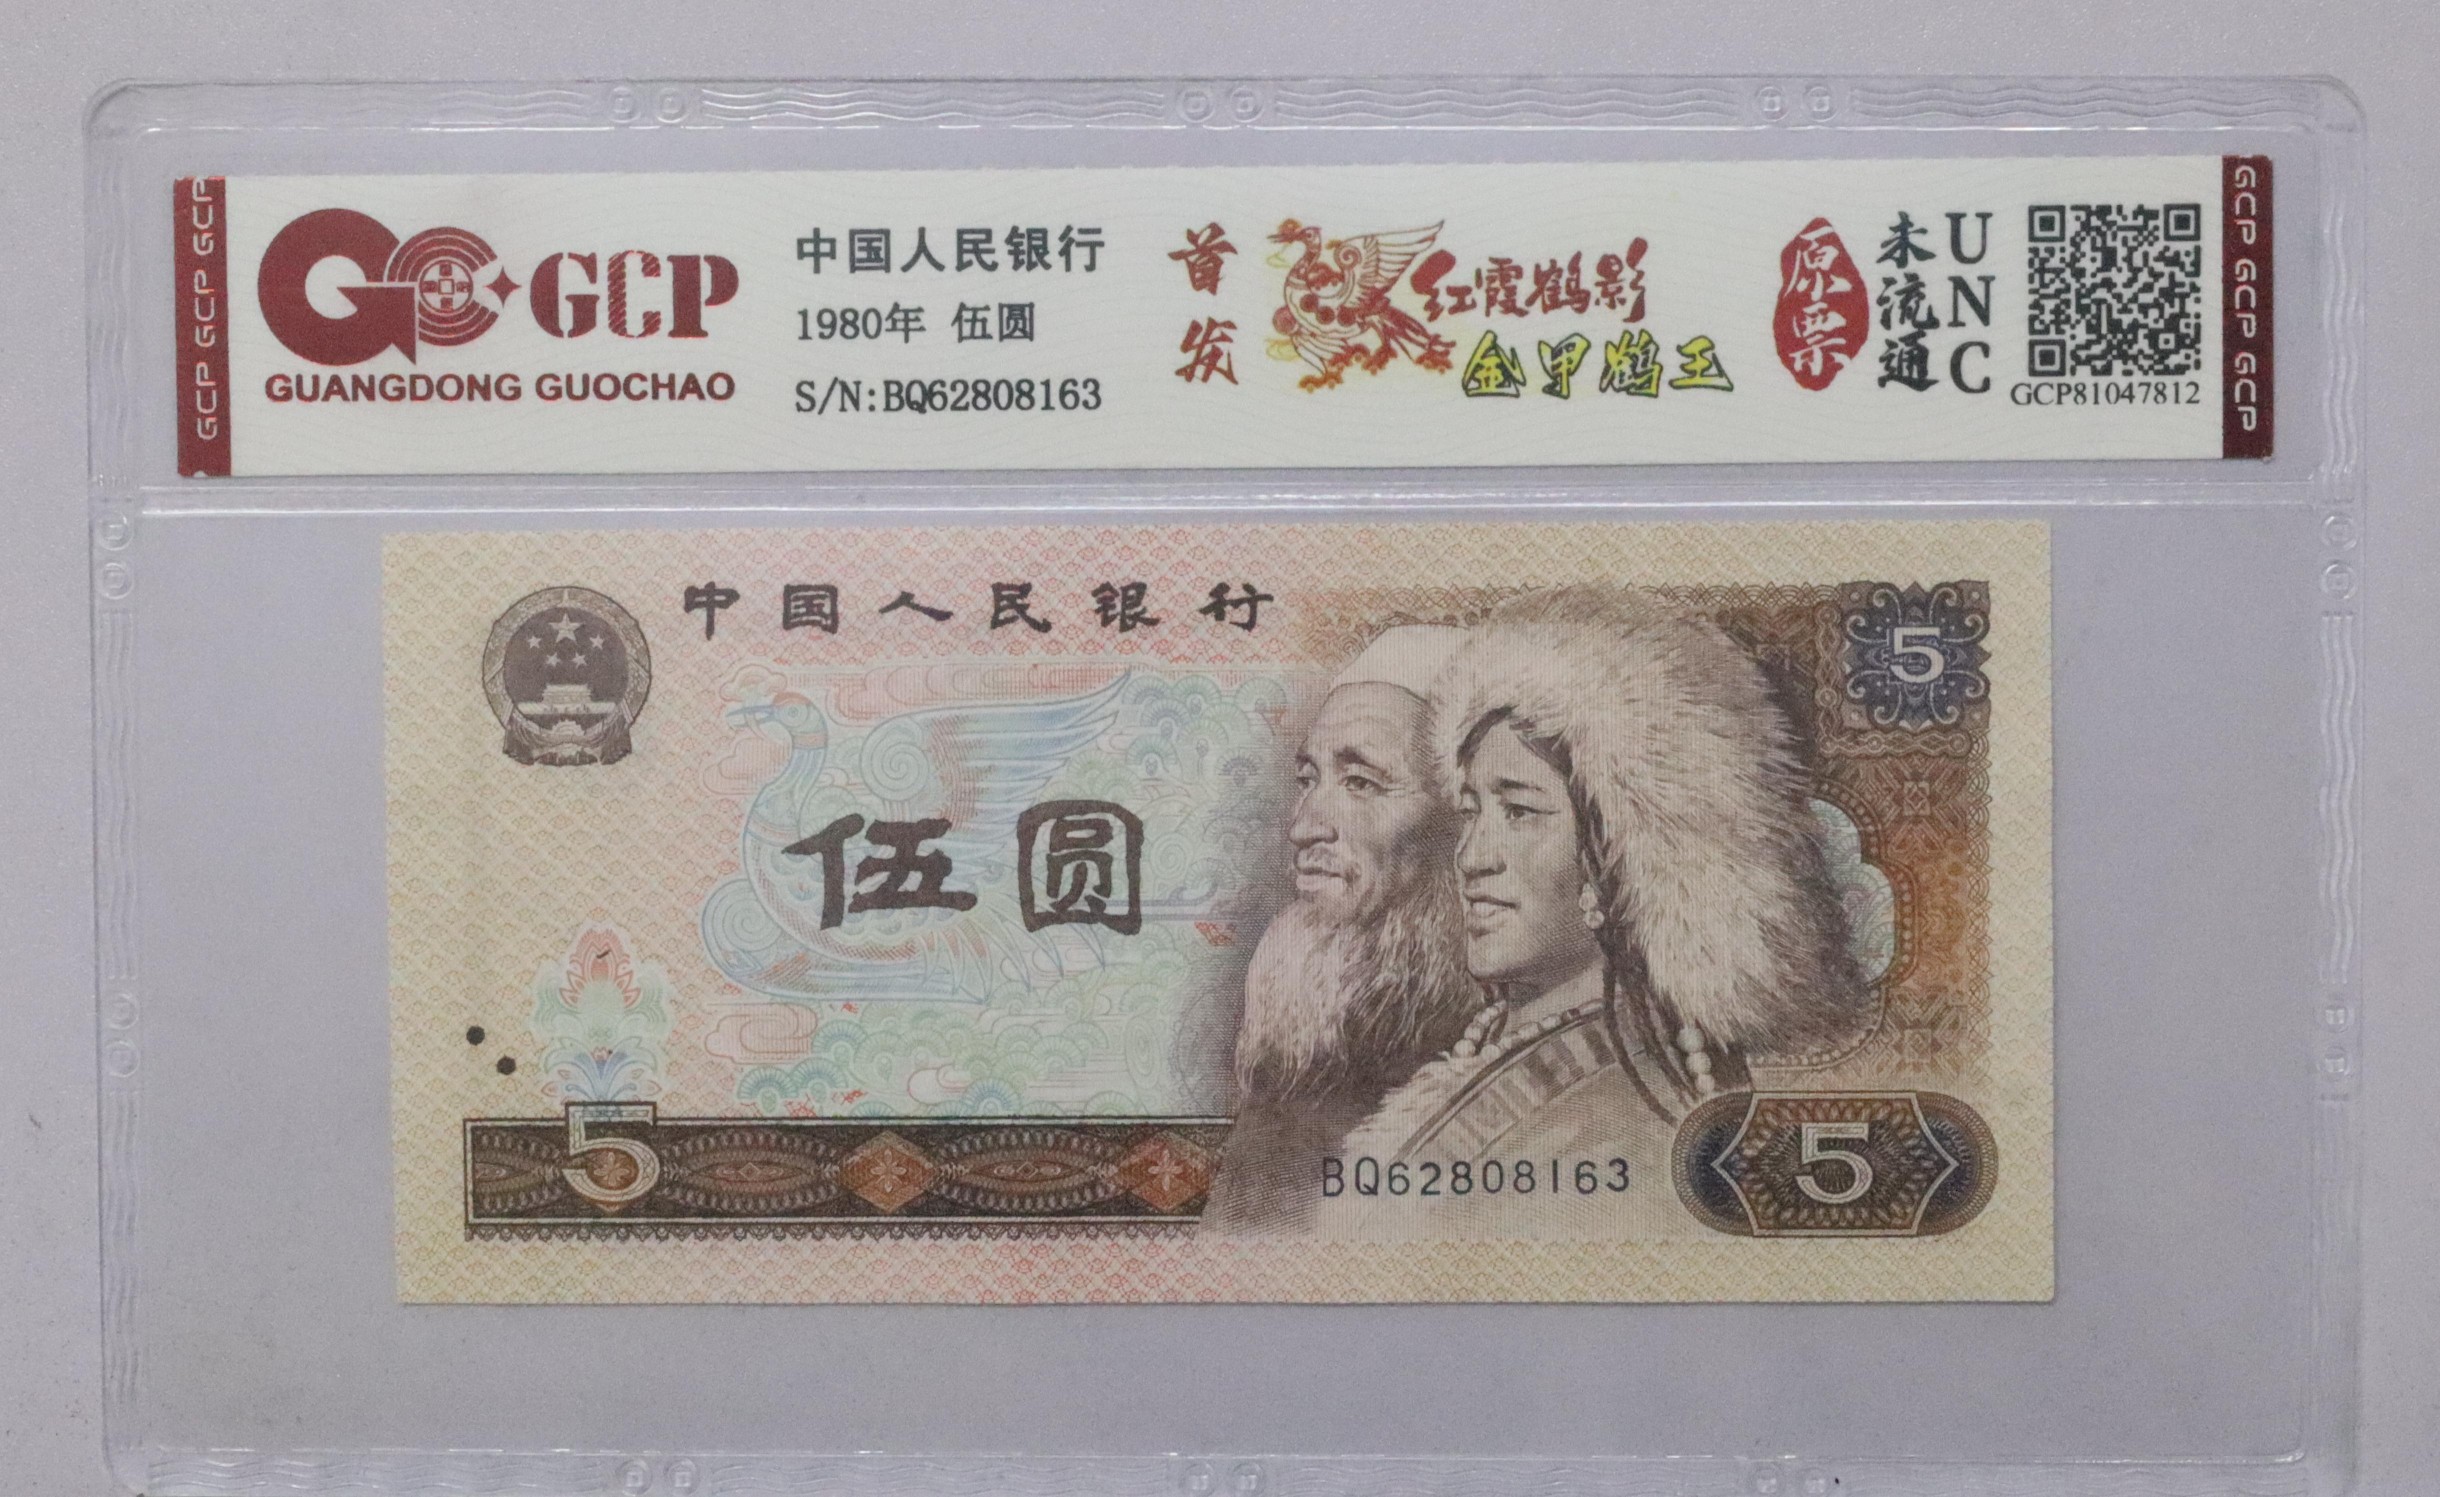 GCP GCP GCP
GCP
GUANGDONG GUOCHAO
中国人民银行
1980年 伍圆
S/N:BQ62808163
首发
红霞鹤影
金甲鹤王
原票
未流通
UNC
GCP81047812
GCP GCP GCP
中国人民银行
5
伍圆
5
BQ62808163
5